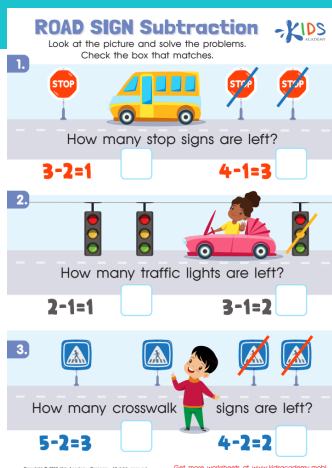 ROAD SIGN Subtraction
KIDS
ACADEMY
Look at the picture and solve the problems.
Check the box that matches.
1.
STOP
STOP
STOP
How many stop signs are left?
3-2=1
4-1=3
2.
How many traffic lights are left?
2-1=1
3-1=2
3.
How many crosswalk signs are left?
5-2=3
4-2=2
Get more worksheets at www.kidsacademy.mobi